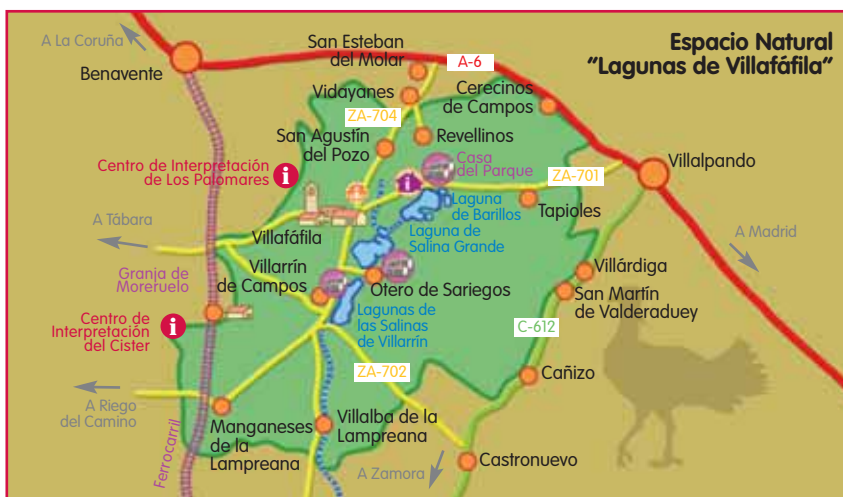 Espacio Natural
"Lagunas de Villafáfila"
A La Coruña
Benavente
San Esteban
del Molar
A-6
Vidayanes
Cerecinos
de Campos
ZA-704
San Agustín
del Pozo
Revellinos
Centro de Interpretación
de Los Palomares
i
i
i
Casa
del Parque
ZA-701
Villalpando
Laguna
de Barillos
Tapioles
A Tábara
Villafáfila
Laguna de
Salina Grande
A Madrid
Granja de
Moreruelo
Villarrín
de Campos
Otero de Sariegos
Villárdiga
San Martín
de Valderaduey
Centro de
Interpretación
del Cister
i
Lagunas de
las Salinas
de Villarrín
C-612
ZA-702
Cañizo
A Riego
del Camino
Manganeses
de la
Lampreana
Villalba de la
Lampreana
Ferrocarril
A Zamora
Castronuevo